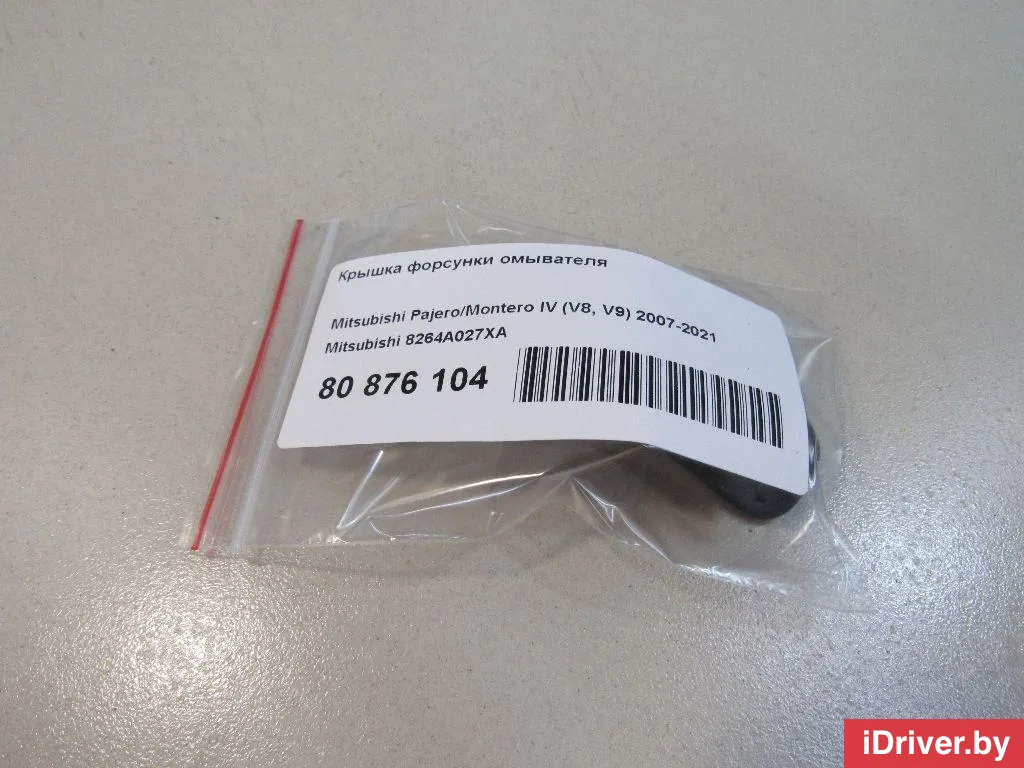 Крышка форсунки омывателя
Mitsubishi Pajero/Montero IV (V8, V9) 2007-2021
Mitsubishi 8264A027XA
80 876 104
iDriver.by